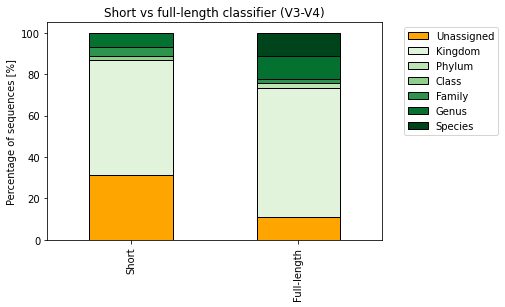 Short vs full-length classifier (V3-V4)
Percentage of sequences [%]
100
80
60
40
20
0
Short
Full-length
Unassigned
Kingdom
Phylum
Class
Family
Genus
Species